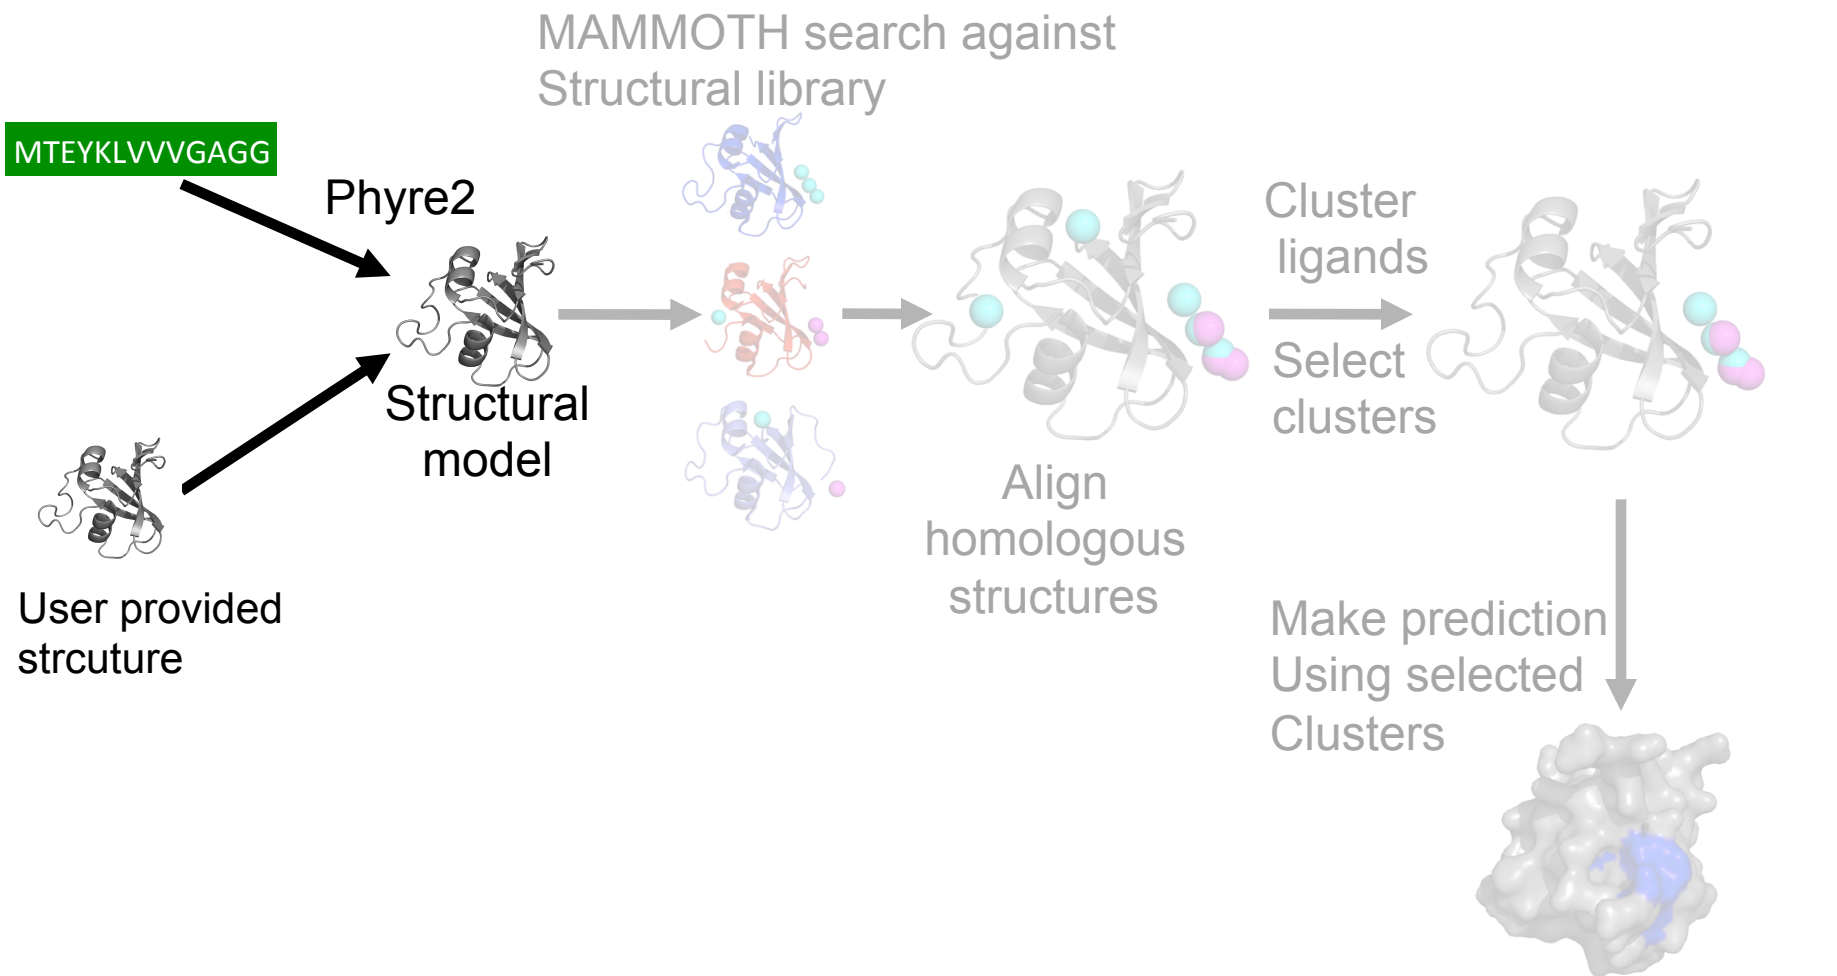 MAMMOTH search against
Structural library
MTEYKLVVVGAGG
Phyre2
Structural
model
User provided
strcuture
Align
homologous
structures
Cluster
ligands
Select
clusters
Make prediction
Using selected
Clusters